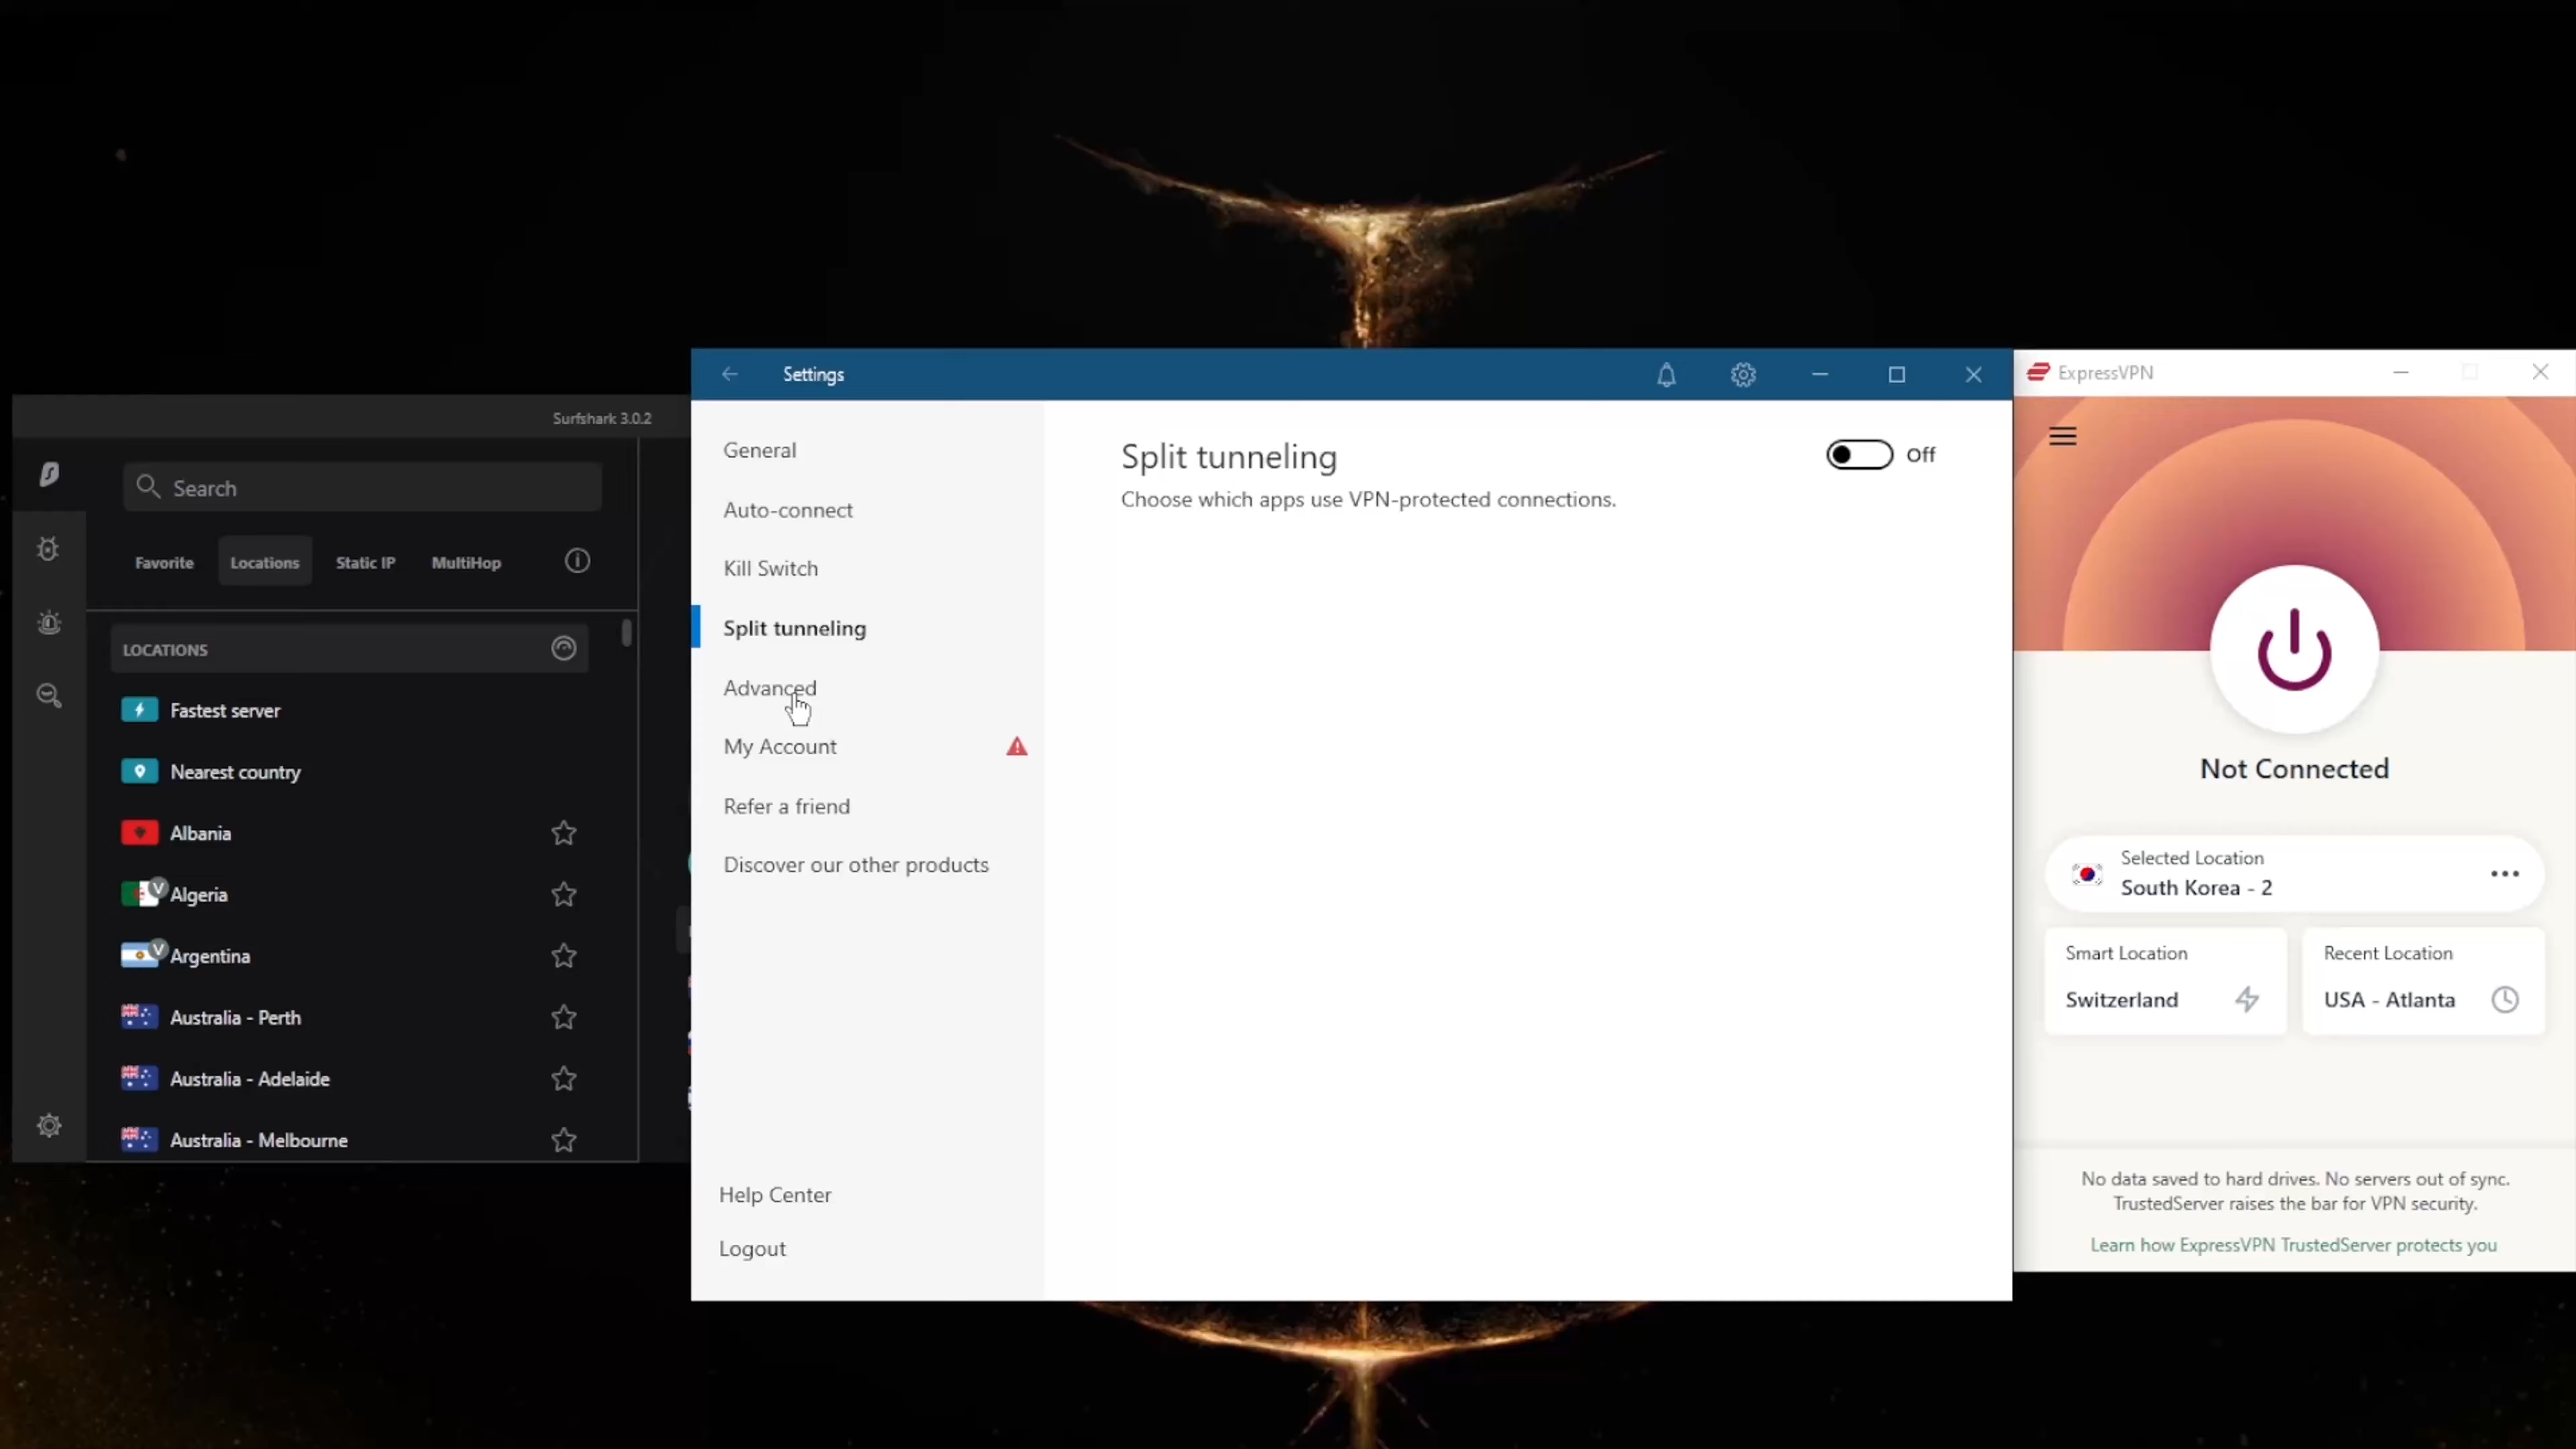 Surfshark 3.0.2
Search
Favorite
Locations
Static IP
MultiHop
LOCATIONS
Fastest server
Nearest country
Albania
V
Algeria
V
Argentina
Australia - Perth
Australia - Adelaide
Australia - Melbourne
Settings
General
Auto-connect
Kill Switch
Split tunneling
Advanced
My Account
Refer a friend
Discover our other products
Help Center
Logout
Split tunneling
Off
Choose which apps use VPN-protected connections.
ExpressVPN
Not Connected
Selected Location
South Korea - 2
Smart Location
Switzerland
Recent Location
USA - Atlanta
No data saved to hard drives. No servers out of sync.
TrustedServer raises the bar for VPN security.
Learn how ExpressVPN TrustedServer protects you